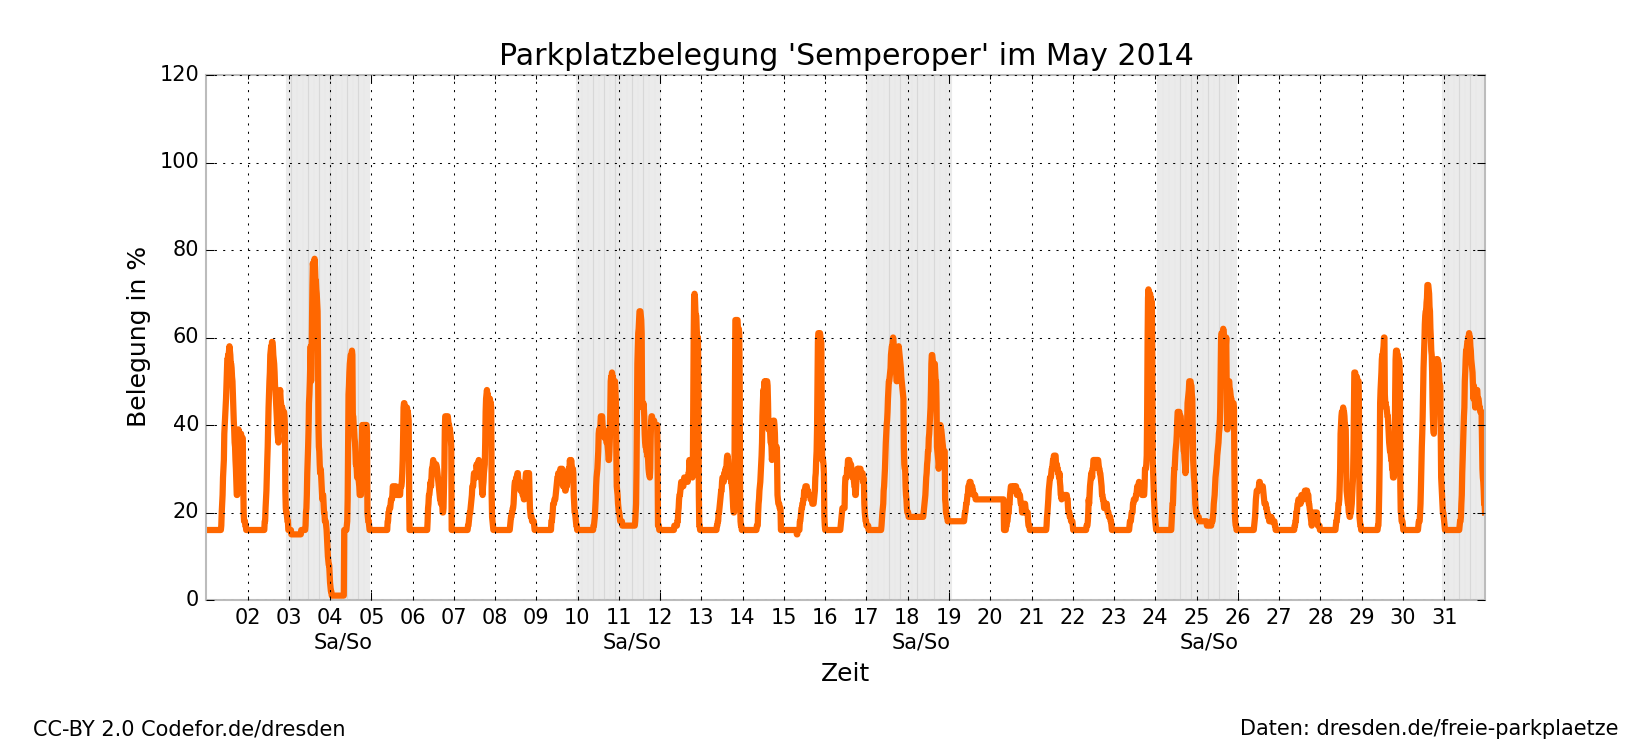 Parkplatzbelegung 'Semperoper' im May 2014
120
100
80
60
40
20
0
Belegung in %
02 03 04 05 06 07 08 09 10 11 12 13 14 15 16 17 18 19 20 21 22 23 24 25 26 27 28 29 30 31
Sa/So Sa/So Sa/So Sa/So
Zeit
CC-BY 2.0 Codefor.de/dresden
Daten: dresden.de/freie-parkplaetze